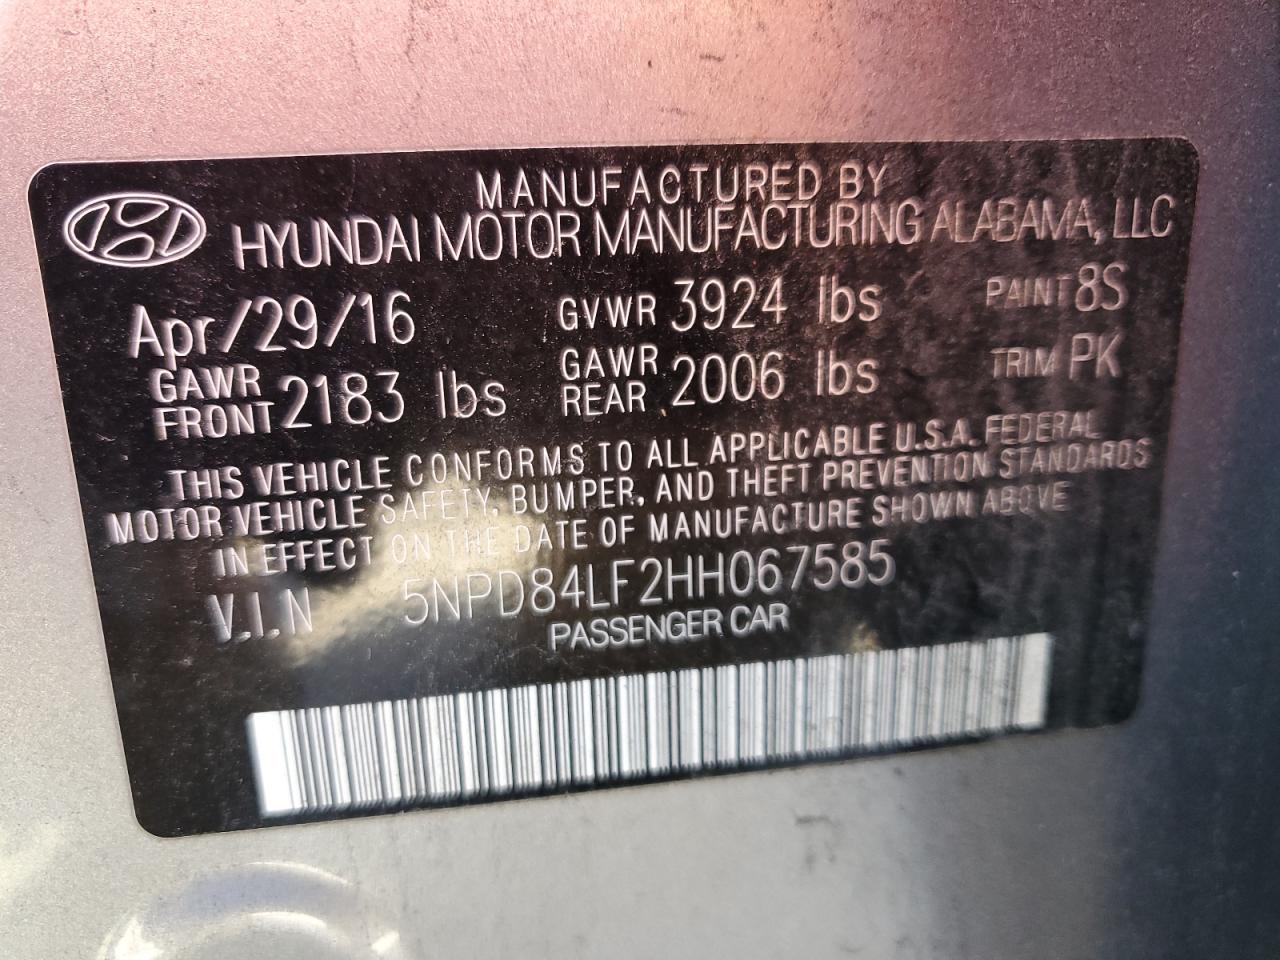 MANUFACTURED BY
HYUNDAI MOTOR MANUFACTURING ALABAMA, LLC
Apr/29/16 GVWR 3924 lbs PAINT 8S
GAWR FRONT 2183 lbs GAWR REAR 2006 lbs TRIM PK
THIS VEHICLE CONFORMS TO ALL APPLICABLE U.S.A. FEDERAL
MOTOR VEHICLE SAFETY, BUMPER, AND THEFT PREVENTION STANDARDS
IN EFFECT ON THE DATE OF MANUFACTURE SHOWN ABOVE
V.I.N 5NPD84LF2HH067585
PASSENGER CAR